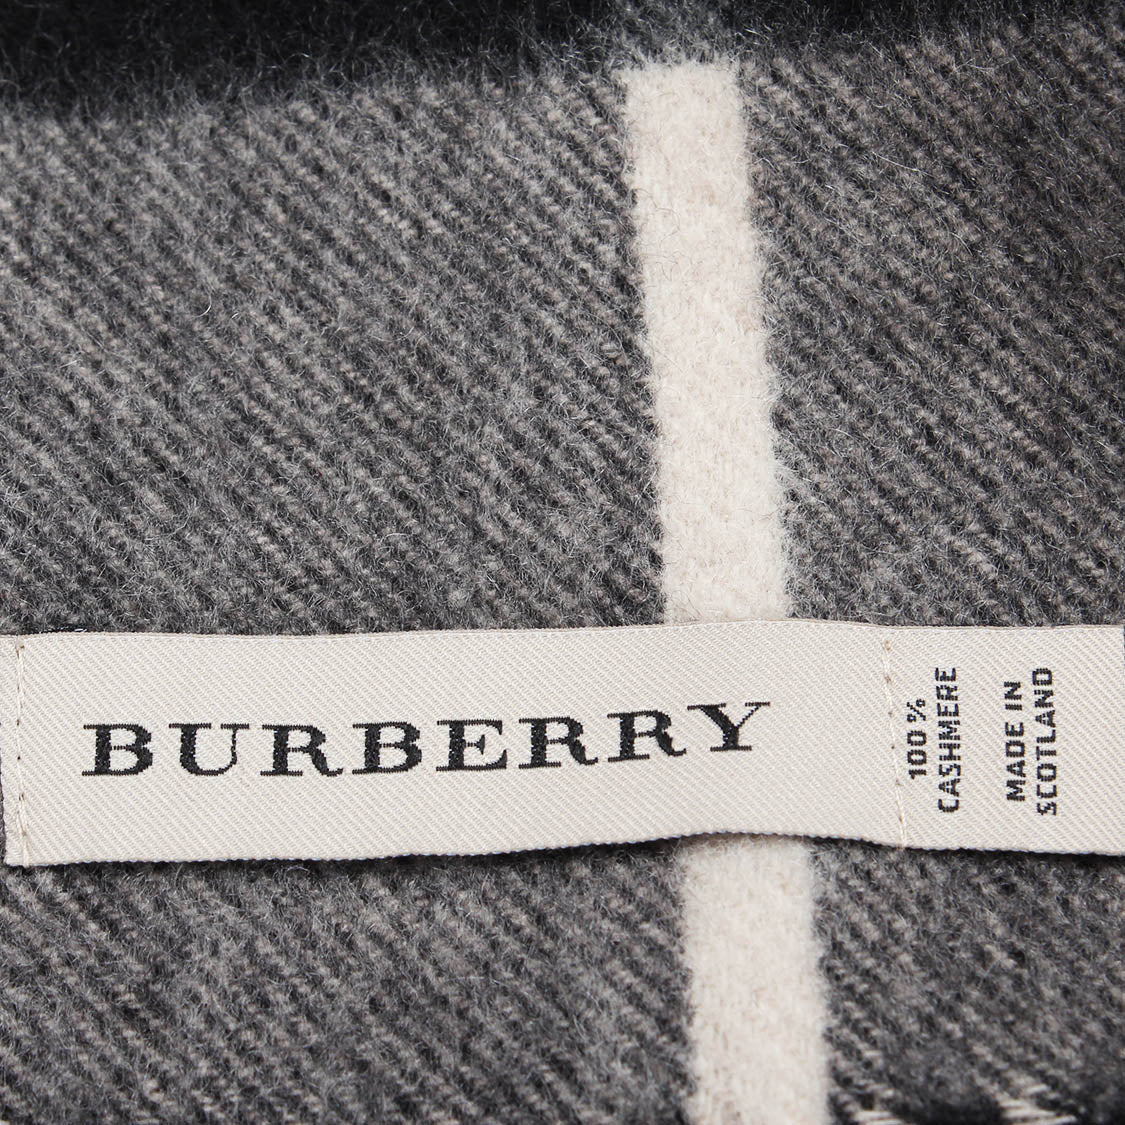 BURBERRY
100%
CASHMERE
MADE IN
SCOTLAND